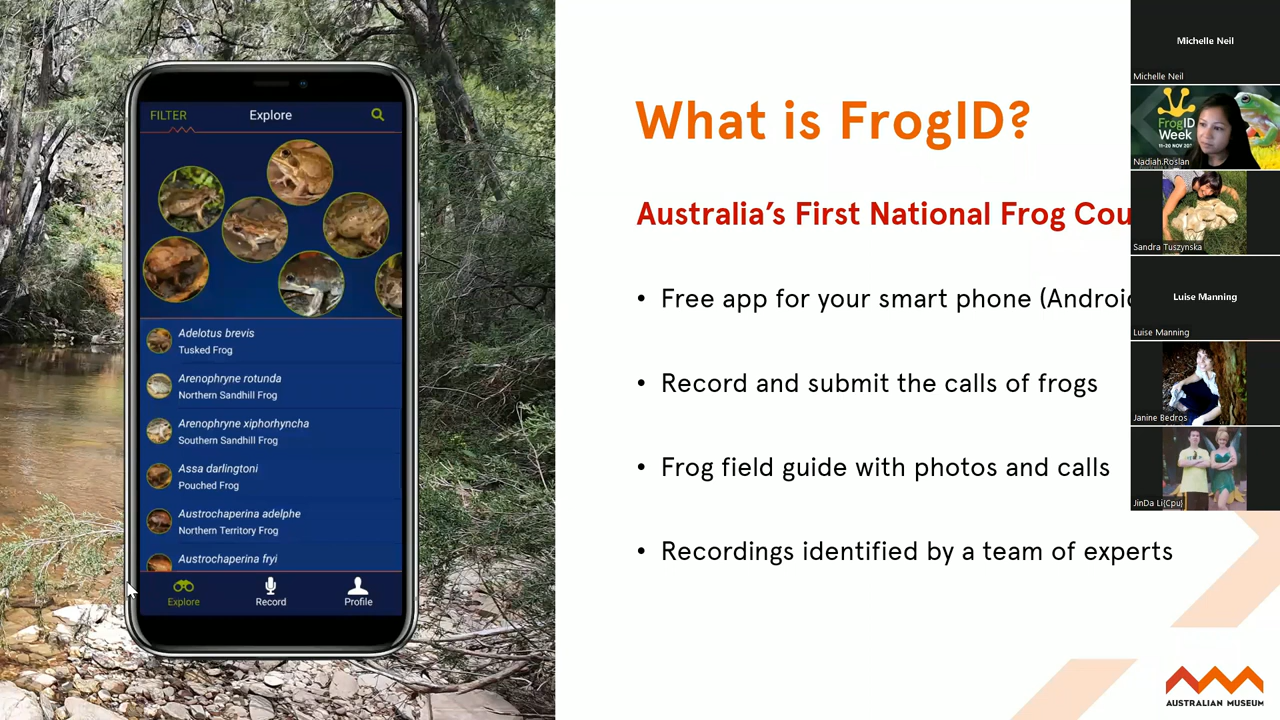 FILTER
Explore
Adelotus brevis
Tusked Frog
Arenophryne rotunda
Northern Sandhill Frog
Arenophryne xiphorhyncha
Southern Sandhill Frog
Assa darlingtoni
Pouched Frog
Austrochaperina adelphe
Northern Territory Frog
Austrochaperina fryi
Explore
Record
Profile
What is FrogID?
Australia's First National Frog Cou
• Free app for your smart phone (Android
• Record and submit the calls of frogs
• Frog field guide with photos and calls
• Recordings identified by a team of experts
Michelle Neil
Michelle Neil
FrogID
Week
Nadiah.Roslan
Sandra Tuszynska
Luise Manning
Luise Manning
Janine Bedros
JinDa Li(Cpu)
AUSTRALIAN MUSEUM